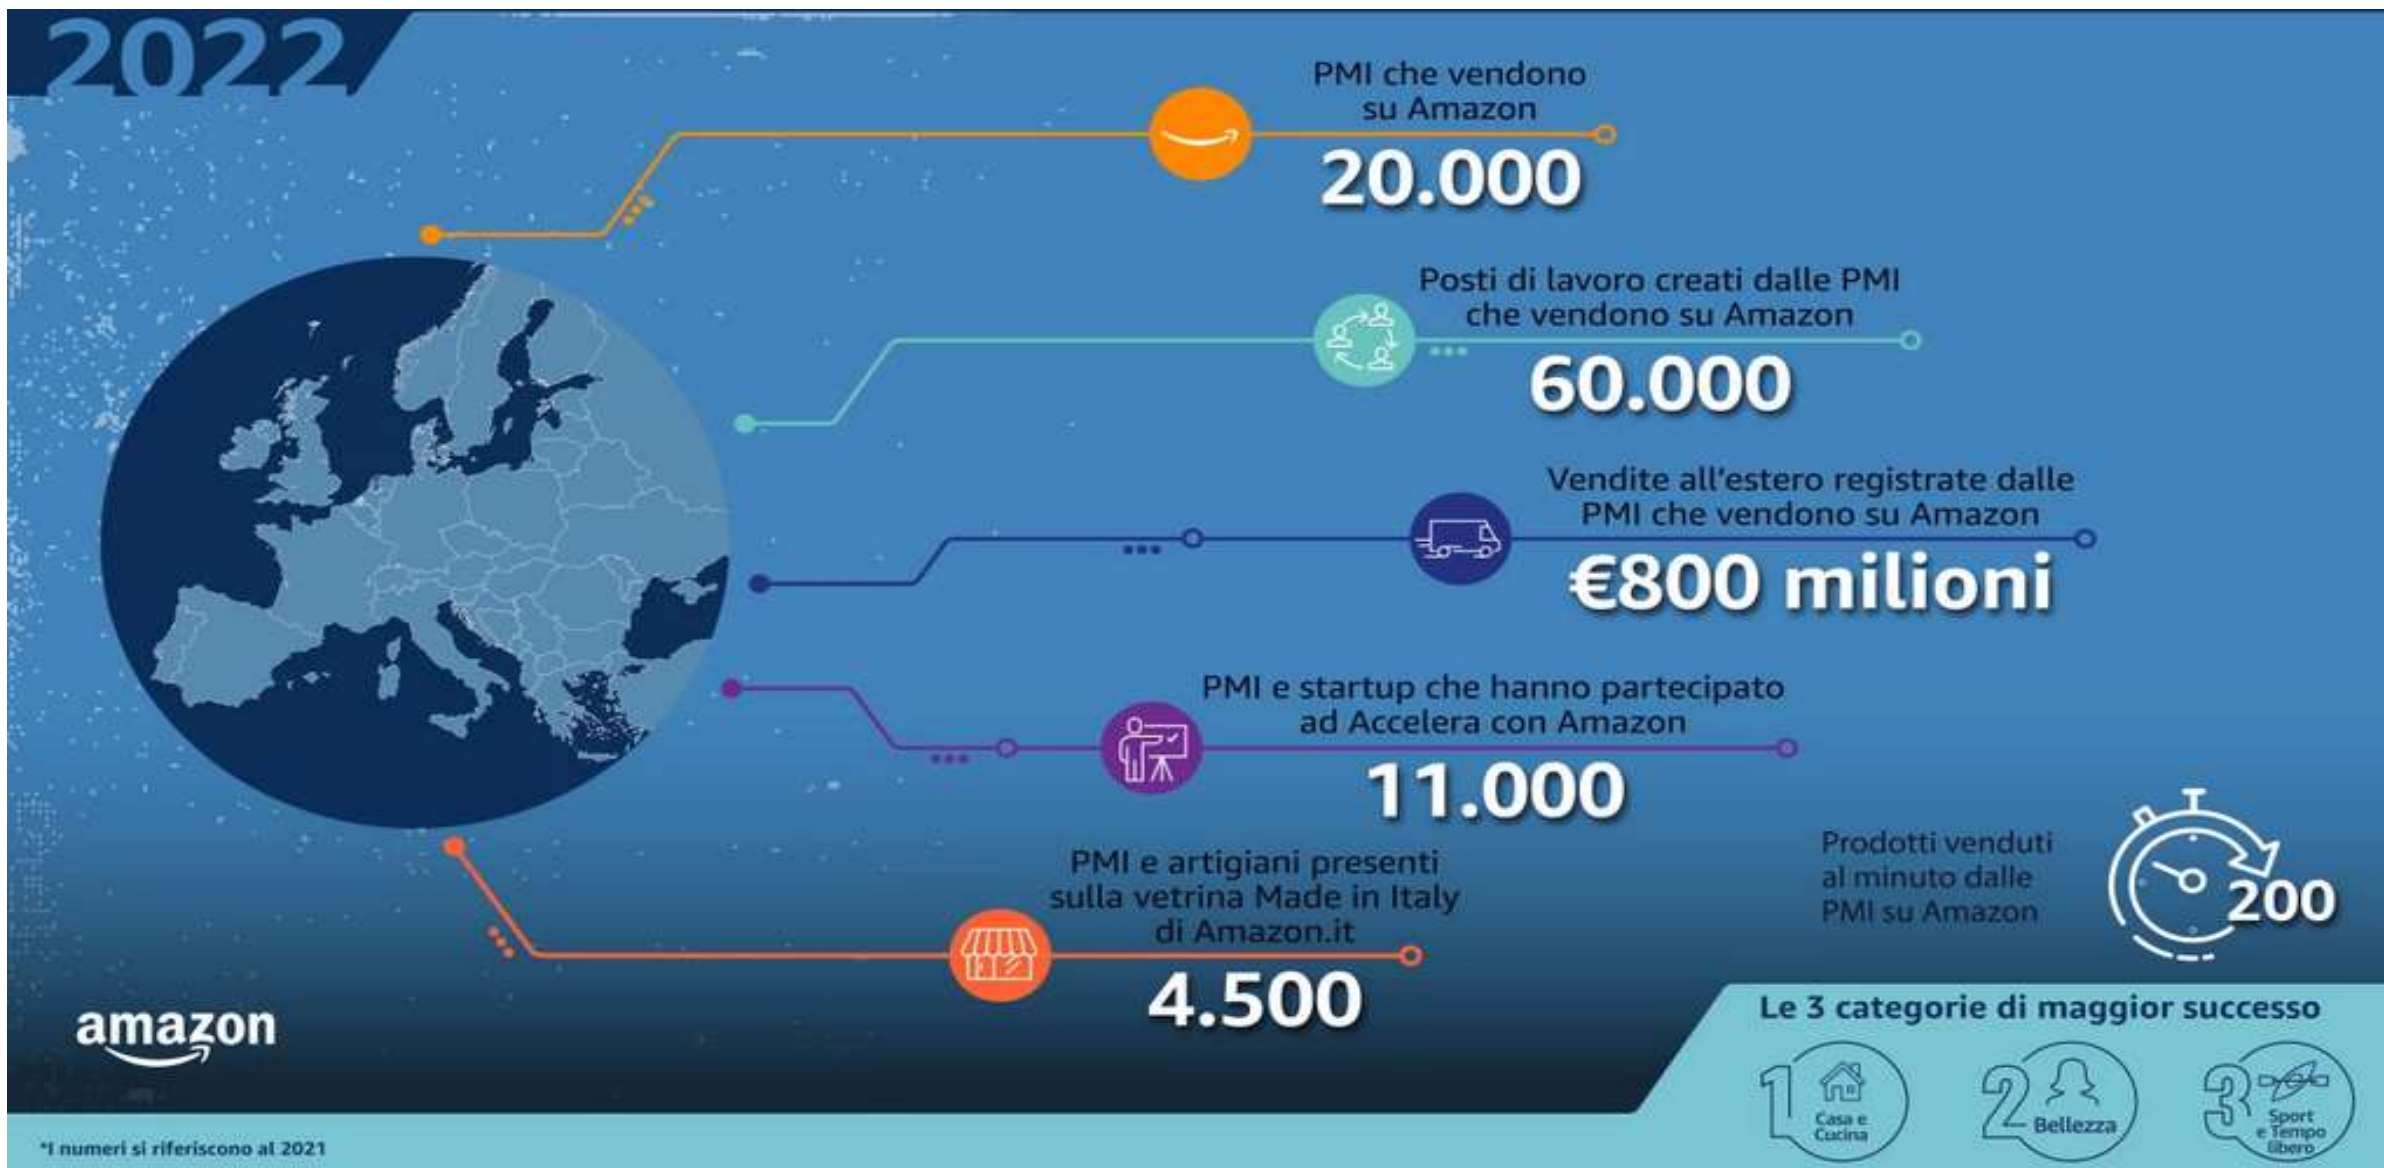 2022
PMI che vendono
su Amazon
20.000
Posti di lavoro creati dalle PMI
che vendono su Amazon
60.000
Vendite all'estero registrate dalle
PMI che vendono su Amazon
€800 milioni
PMI e startup che hanno partecipato
ad Accelera con Amazon
11.000
PMI e artigiani presenti
sulla vetrina Made in Italy
di Amazon.it
4.500
Prodotti venduti
al minuto dalle
PMI su Amazon
200
amazon
Le 3 categorie di maggior successo
1
Casa e
Cucina
2
Bellezza
3
Sport
e Tempo
libero
*I numeri si riferiscono al 2021